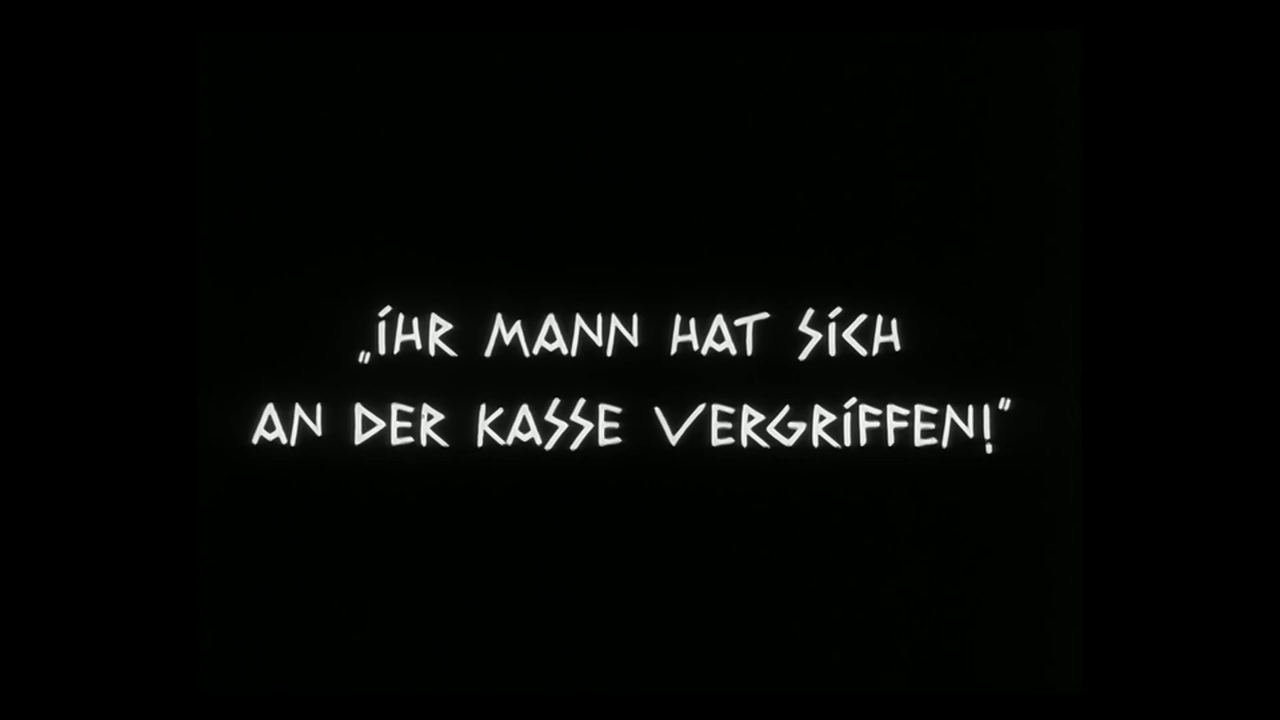 „IHR MANN HAT SICH
AN DER KASSE VERGRIFFEN!"